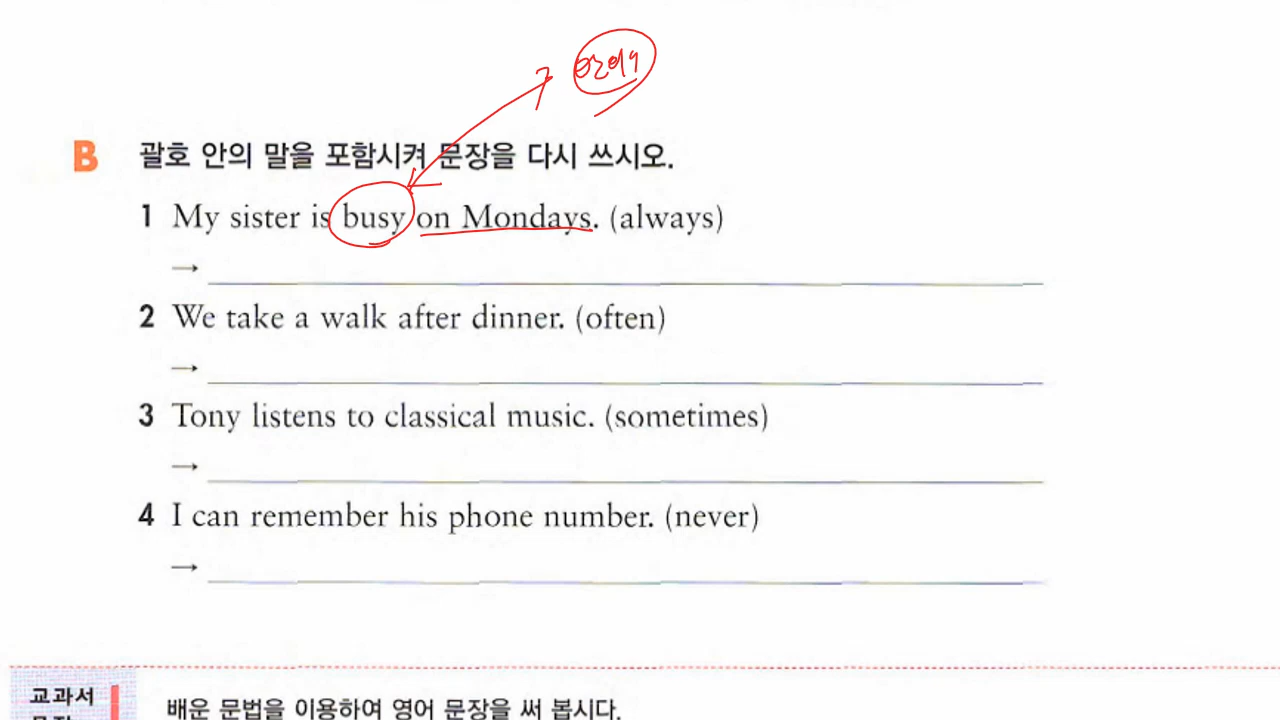 B 괄호 안의 말을 포함시켜 문장을 다시 쓰시오.
1 My sister is busy on Mondays. (always)
→
2 We take a walk after dinner. (often)
→
3 Tony listens to classical music. (sometimes)
→
4 I can remember his phone number. (never)
→
교과서
배운 문법을 이용하여 영어 문장을 써 봅시다.